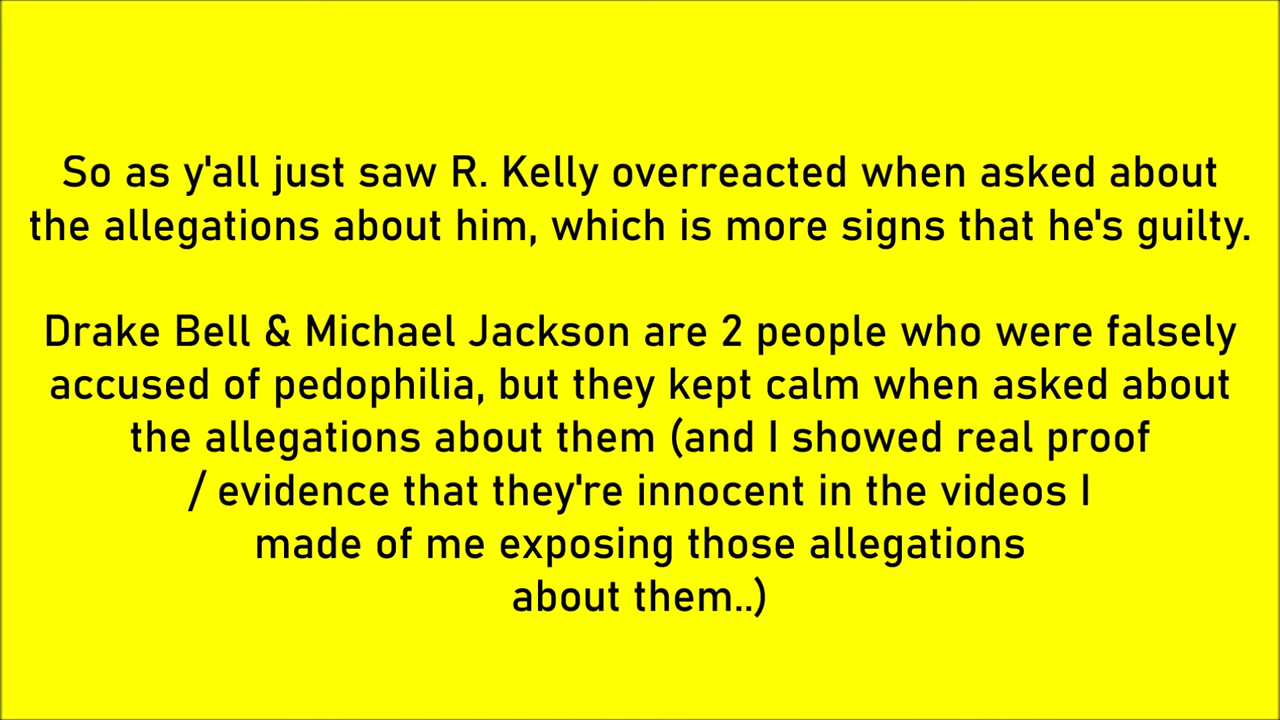 So as y'all just saw R. Kelly overreacted when asked about
the allegations about him, which is more signs that he's guilty.
Drake Bell & Michael Jackson are 2 people who were falsely
accused of pedophilia, but they kept calm when asked about
the allegations about them (and I showed real proof
/ evidence that they're innocent in the videos I
made of me exposing those allegations
about them..)